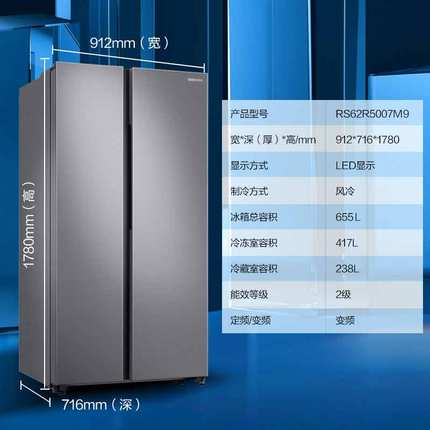 912mm（宽）
1780mm（高）
716mm（深）
SAMSUNG
产品型号 RS62R5007M9
宽*深（厚）*高/mm 912*716*1780
显示方式 LED显示
制冷方式 风冷
冰箱总容积 655L
冷冻室容积 417L
冷藏室容积 238L
能效等级 2级
定频/变频 变频